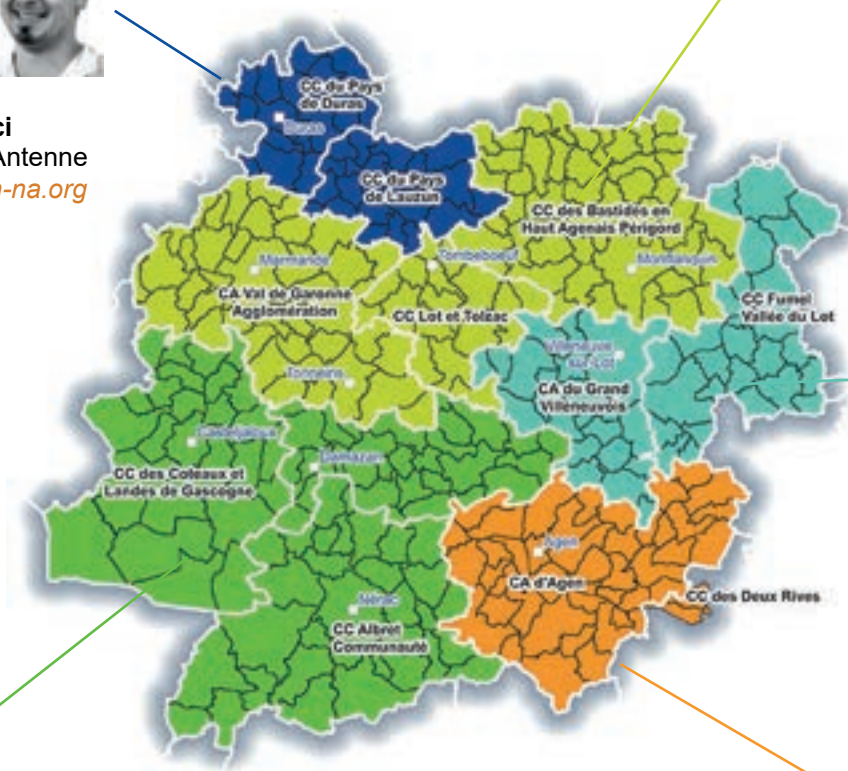 ci
Antenne
-na.org
CC du Pays
de Duras
Duras
CC du Pays
de Lauzun
CC des Bastides en
Haut Agenais Périgord
Monflanquin
Tombeboeuf
Marmande
CA Val de Garonne
Agglomération
CC Lot et Tolzac
CC Fumel
Vallée du Lot
Villeneuve
sur-Lot
CA du Grand
Villeneuvois
Tonneins
Casteljaloux
Damazan
CC des Coteaux et
Landes de Gascogne
Agen
CA d'Agen
CC des Deux Rives
Nérac
CC Albret
Communauté